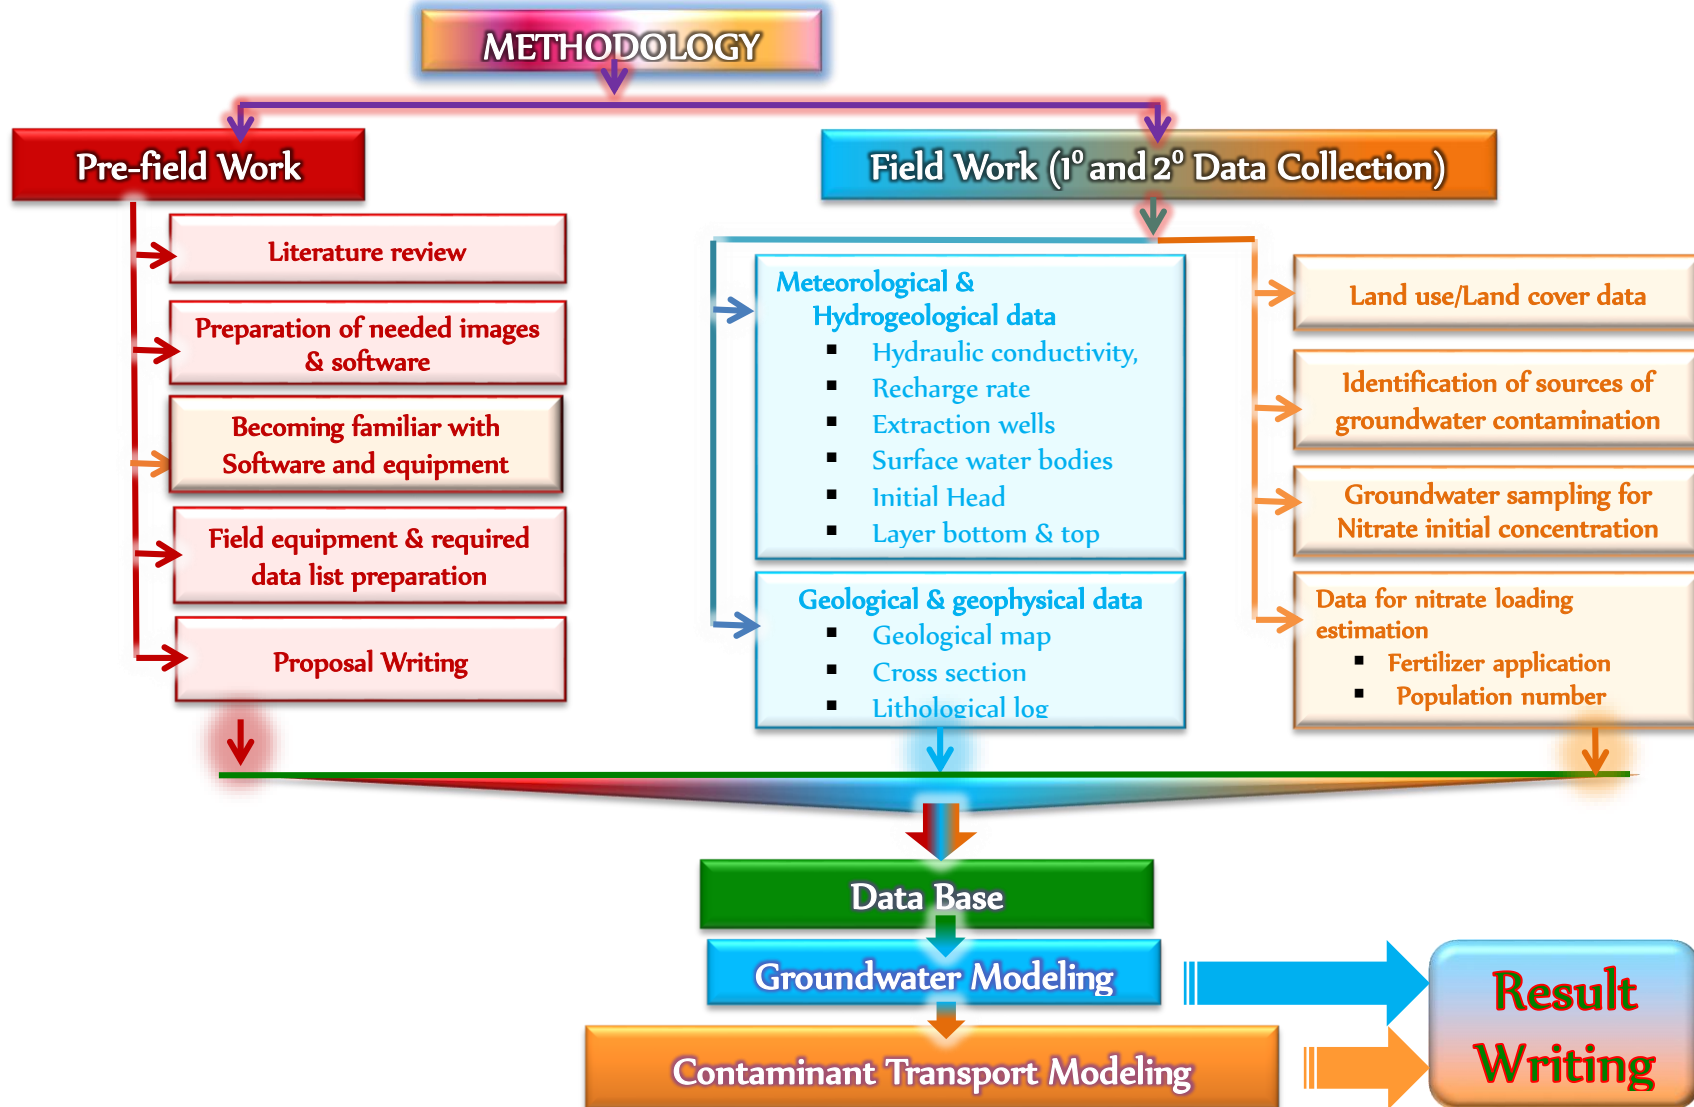 METHODOLOGY
Pre-field Work
Literature review
Preparation of needed images
& software
Becoming familiar with
Software and equipment
Field equipment & required
data list preparation
Proposal Writing
Field Work (1⁰ and 2⁰ Data Collection)
Meteorological &
Hydrogeological data
▪ Hydraulic conductivity,
▪ Recharge rate
▪ Extraction wells
▪ Surface water bodies
▪ Initial Head
▪ Layer bottom & top
Geological & geophysical data
▪ Geological map
▪ Cross section
▪ Lithological log
Land use/Land cover data
Identification of sources of
groundwater contamination
Groundwater sampling for
Nitrate initial concentration
Data for nitrate loading
estimation
▪ Fertilizer application
▪ Population number
Data Base
Groundwater Modeling
Contaminant Transport Modeling
Result
Writing